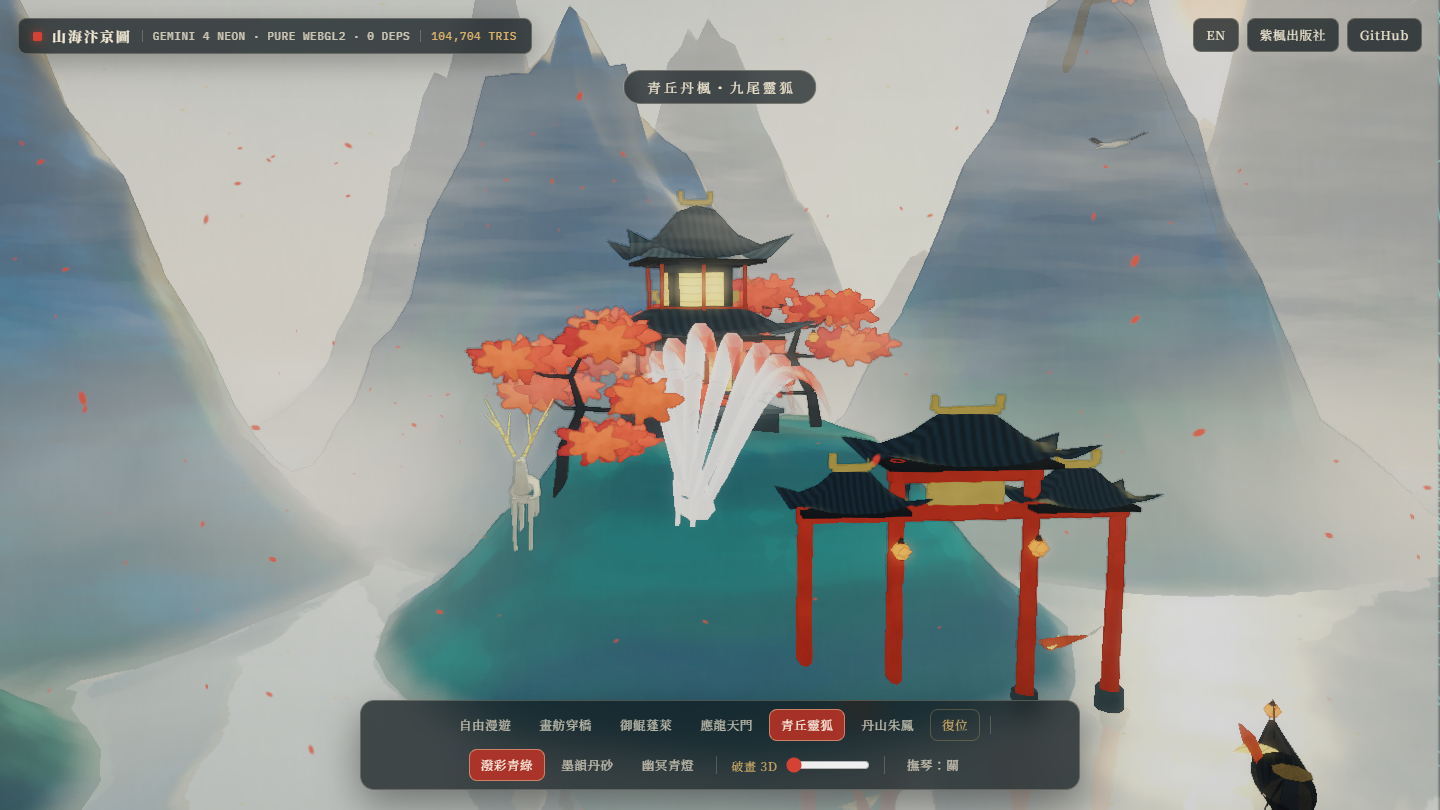 山海汴京圖 GEMINI 4 NEON · PURE WEBGL2 · 0 DEPS 104,704 TRIS
EN 紫楓出版社 GitHub
青丘丹楓・九尾靈狐
自由漫遊 畫舫穿橋 御鯤蓬萊 應龍天門 青丘靈狐 丹山朱鳳 復位
潑彩青綠 墨韻丹砂 幽冥青燈 破畫 3D 撫琴：關